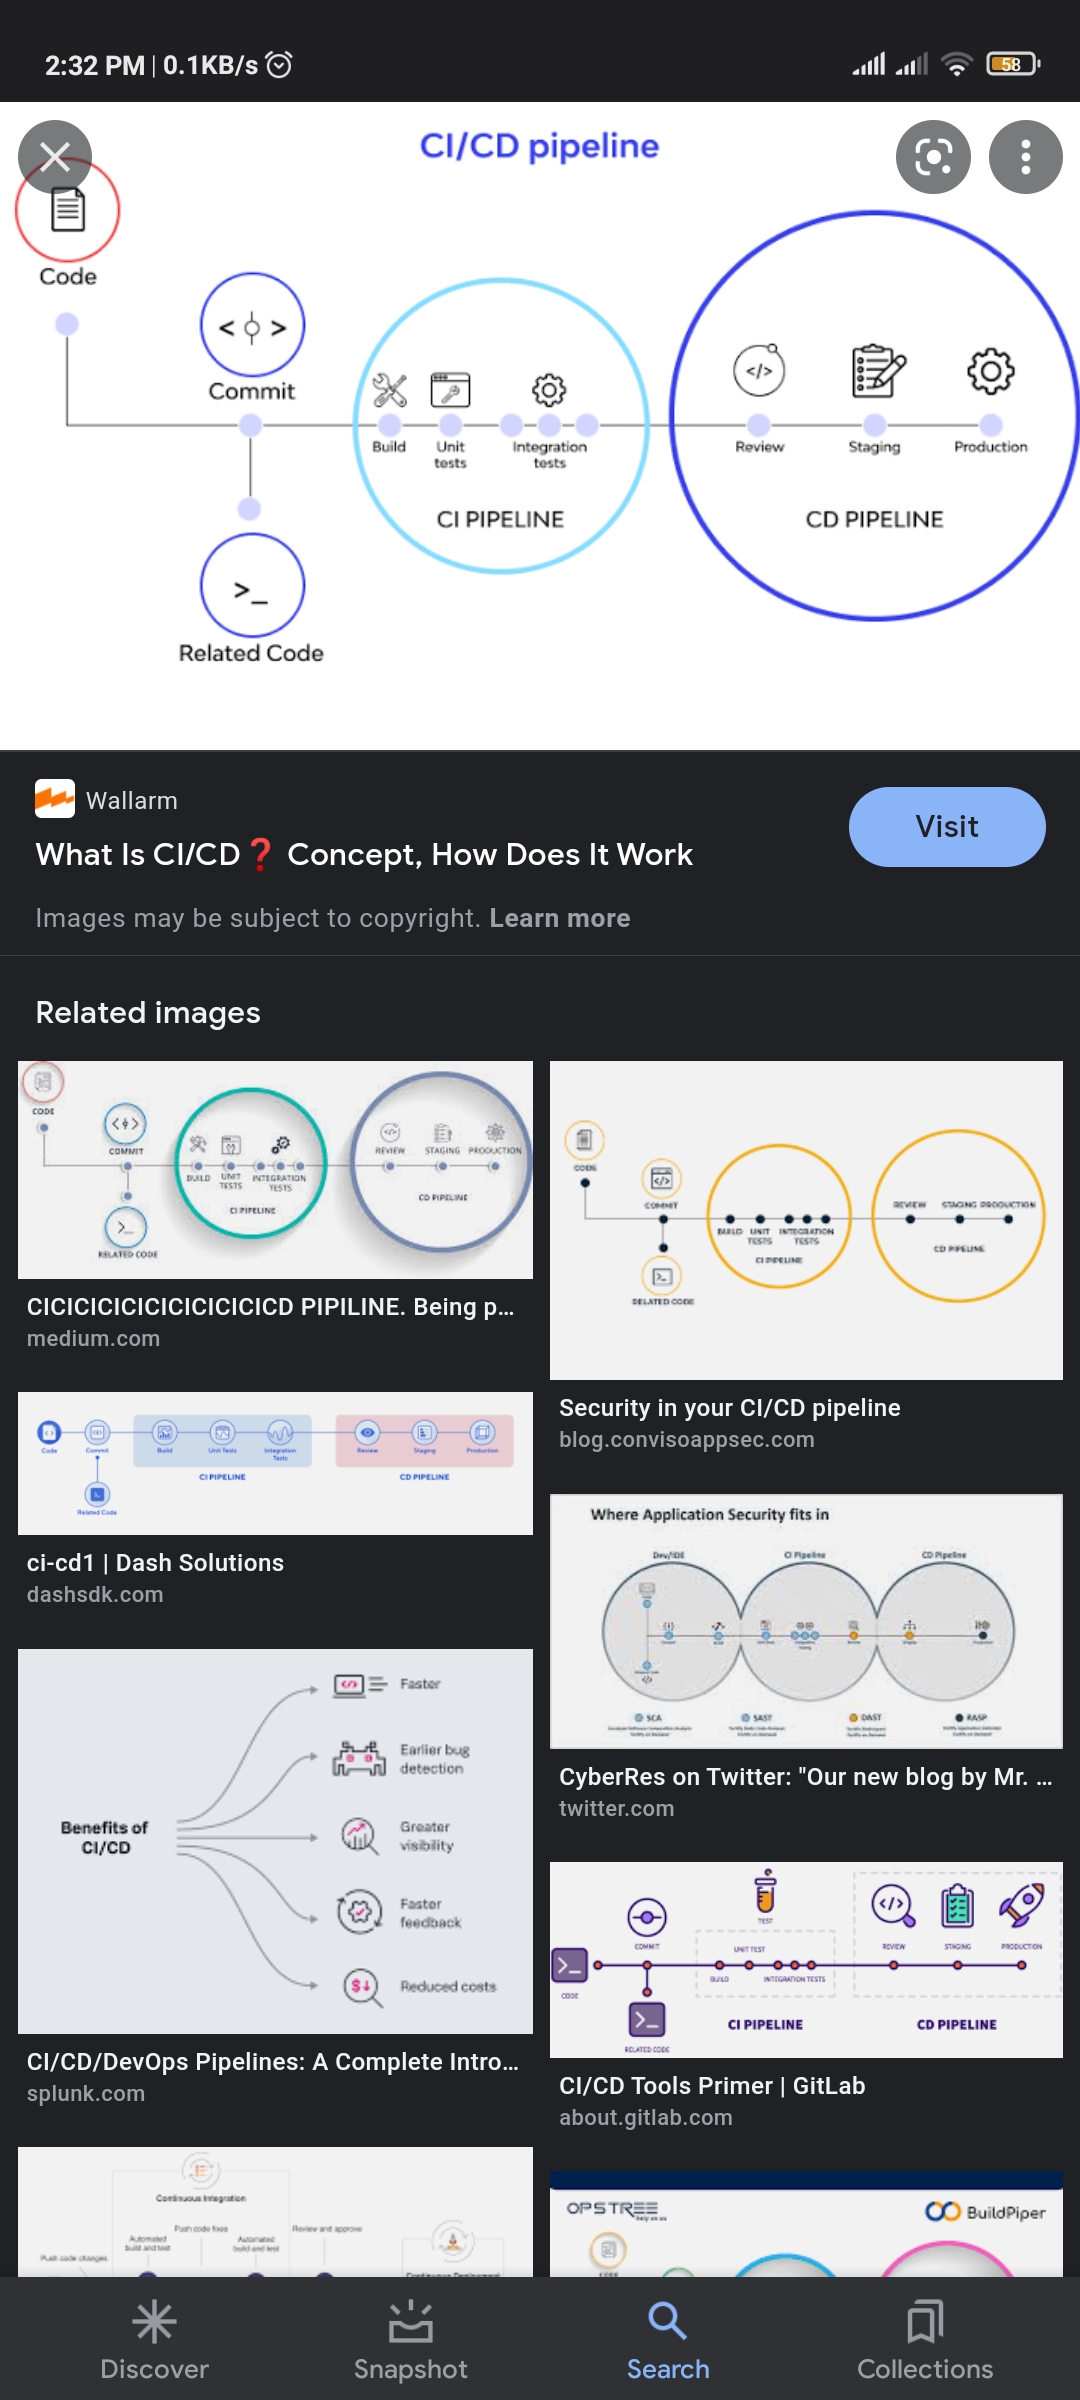 2:32 PM | 0.1KB/s
58
CI/CD pipeline
Code
Commit
Build
Unit
tests
Integration
tests
CI PIPELINE
Review
Staging
Production
CD PIPELINE
Related Code
Wallarm
What Is CI/CD❓ Concept, How Does It Work
Visit
Images may be subject to copyright. Learn more
Related images
CODE
COMMIT
BUILD
UNIT
TESTS
INTEGRATION
TESTS
CI PIPELINE
REVIEW
STAGING
PRODUCTION
CD PIPELINE
RELATED CODE
CICICICICICICICICICICD PIPILINE. Being p...
medium.com
CODE
COMMIT
BUILD
UNIT
TESTS
INTEGRATION
TESTS
CI PIPELINE
REVIEW
STAGING
PRODUCTION
CD PIPELINE
RELATED CODE
Security in your CI/CD pipeline
blog.convisoappsec.com
Code
Commit
Build
Unit Tests
Integration
Tests
Review
Staging
Production
CI PIPELINE
CD PIPELINE
Related Code
ci-cd1 | Dash Solutions
dashsdk.com
Where Application Security fits in
Dev/IDE
CI Pipeline
CD Pipeline
SCA
SAST
DAST
RASP
CyberRes on Twitter: "Our new blog by Mr. ...
twitter.com
Benefits of
CI/CD
Faster
Earlier bug
detection
Greater
visibility
Faster
feedback
Reduced costs
CI/CD/DevOps Pipelines: A Complete Intro...
splunk.com
TEST
COMMIT
UNIT TEST
REVIEW
STAGING
PRODUCTION
BUILD
INTEGRATION TESTS
CODE
CI PIPELINE
CD PIPELINE
RELATED CODE
CI/CD Tools Primer | GitLab
about.gitlab.com
Continuous Integration
Push code fixes
Review and approve
Automated
build and test
Automated
build and test
Push code changes
Continuous Deployment
OPSTREE
BuildPiper
CODE
Discover
Snapshot
Search
Collections